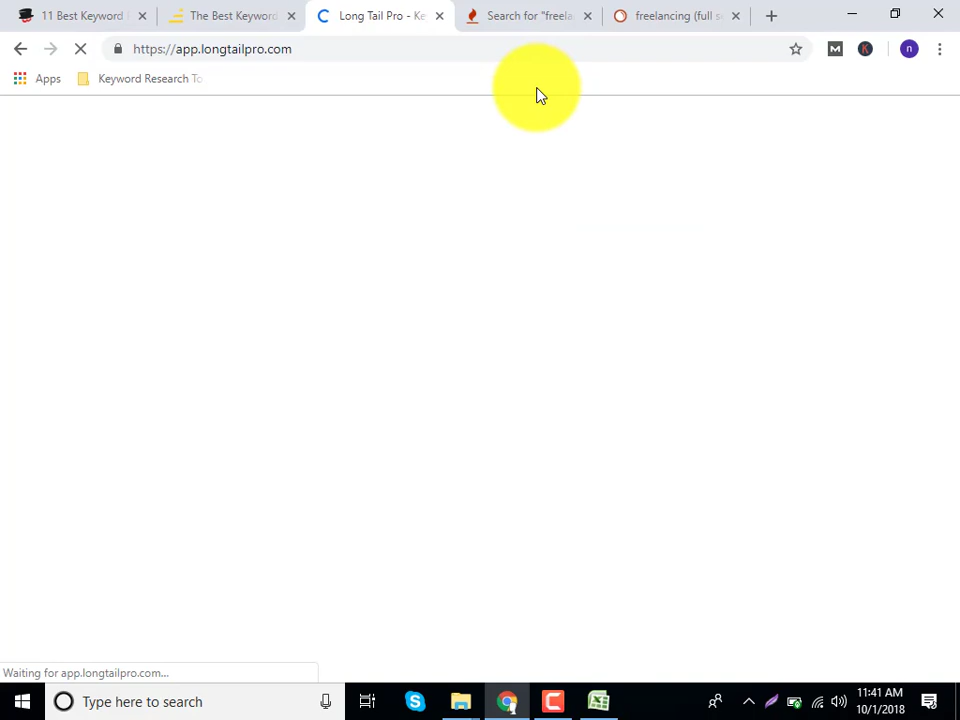 11 Best Keyword
The Best Keyword
Long Tail Pro - Ke
Search for "freela
freelancing (full s
https://app.longtailpro.com
M
K
n
Apps
Keyword Research To
Waiting for app.longtailpro.com...
Type here to search
11:41 AM
10/1/2018